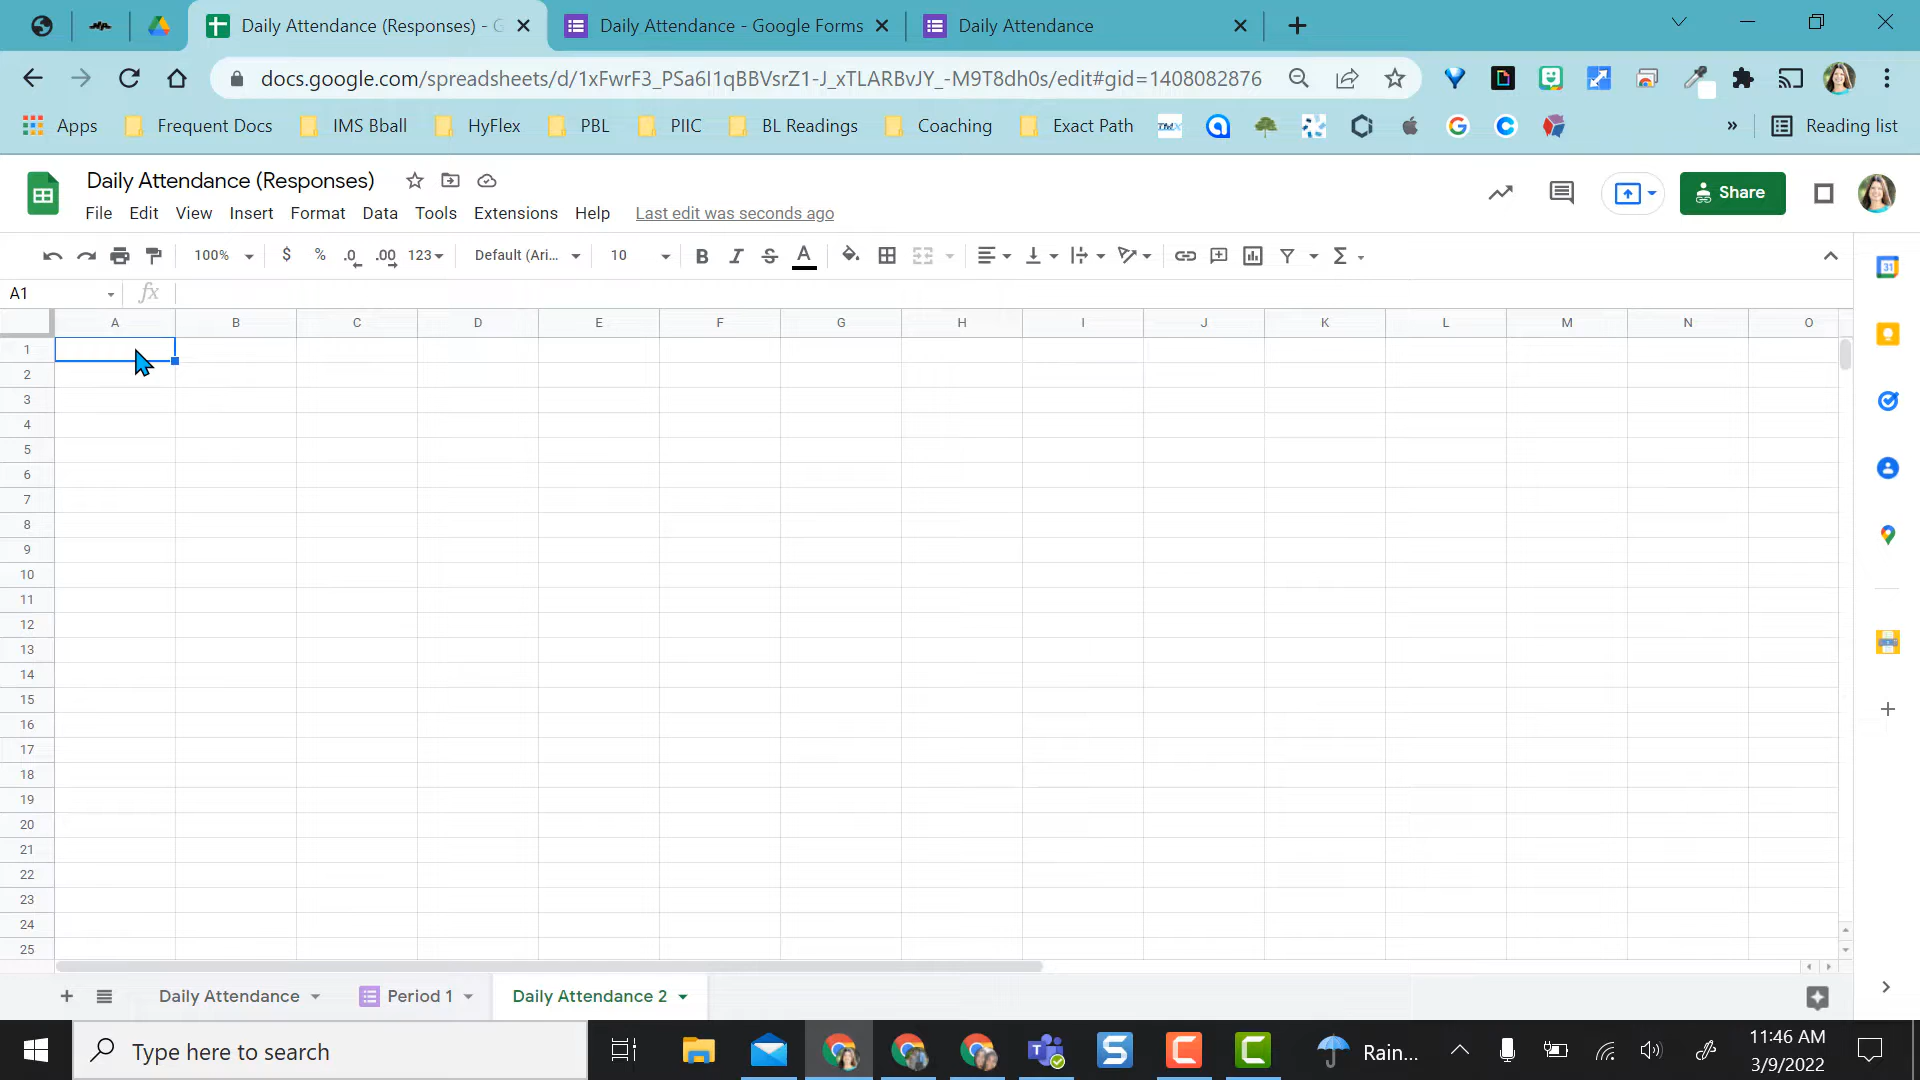 Daily Attendance (Responses) - G
Daily Attendance - Google Forms
Daily Attendance
docs.google.com/spreadsheets/d/1xFwrF3_PSa6I1qBBVsrZ1-J_xTLARBvJY_-M9T8dh0s/edit#gid=1408082876
Apps Frequent Docs IMS Bball HyFlex PBL PIIC BL Readings Coaching Exact Path » Reading list
Daily Attendance (Responses)
File Edit View Insert Format Data Tools Extensions Help Last edit was seconds ago
Share
100% $ % .0 .00 123 Default (Ari... 10 B I S A Σ
A1 fx
A B C D E F G H I J K L M N O
1
2
3
4
5
6
7
8
9
10
11
12
13
14
15
16
17
18
19
20
21
22
23
24
25
Daily Attendance Period 1 Daily Attendance 2
Type here to search
Rain...
11:46 AM
3/9/2022